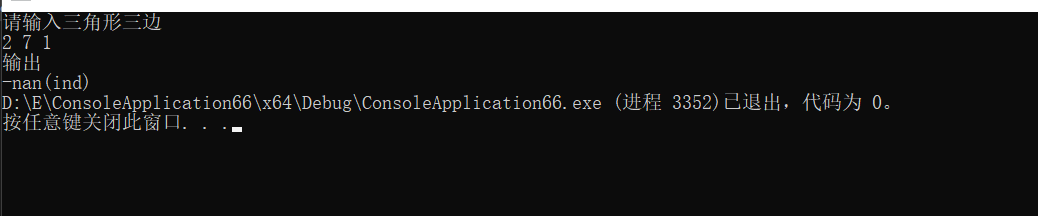 请输入三角形三边
2 7 1
输出
-nan(ind)
D:\E\ConsoleApplication66\x64\Debug\ConsoleApplication66.exe (进程 3352)已退出，代码为 0。
按任意键关闭此窗口. . .